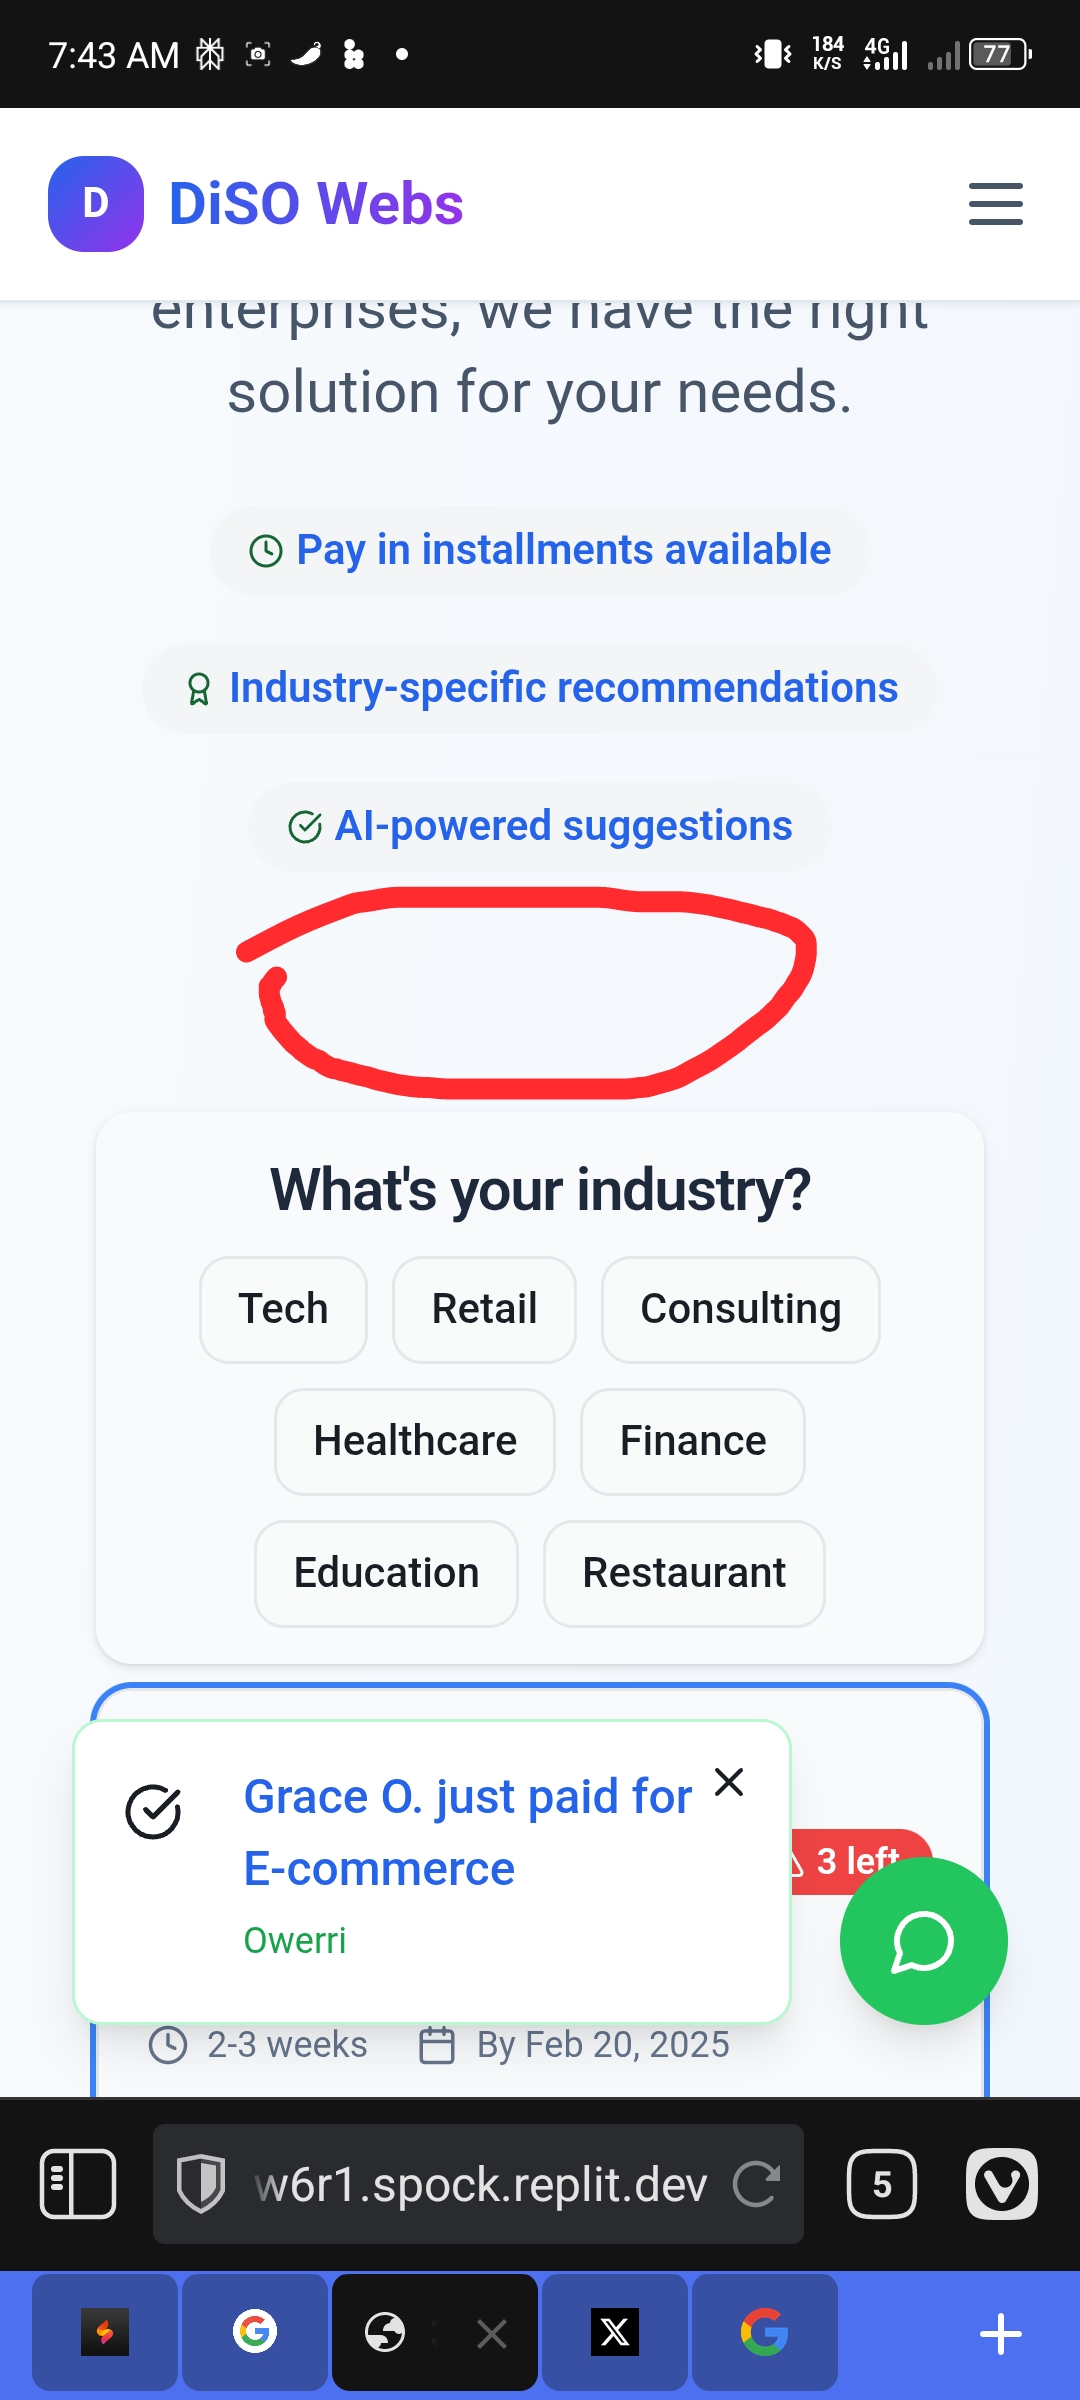 7:43 AM
184
K/S
4G
77
D
DiSO Webs
enterprises, we have the right
solution for your needs.
Pay in installments available
Industry-specific recommendations
AI-powered suggestions
What's your industry?
Tech
Retail
Consulting
Healthcare
Finance
Education
Restaurant
Grace O. just paid for
E-commerce
Owerri
3 left
2-3 weeks
By Feb 20, 2025
w6r1.spock.replit.dev
5